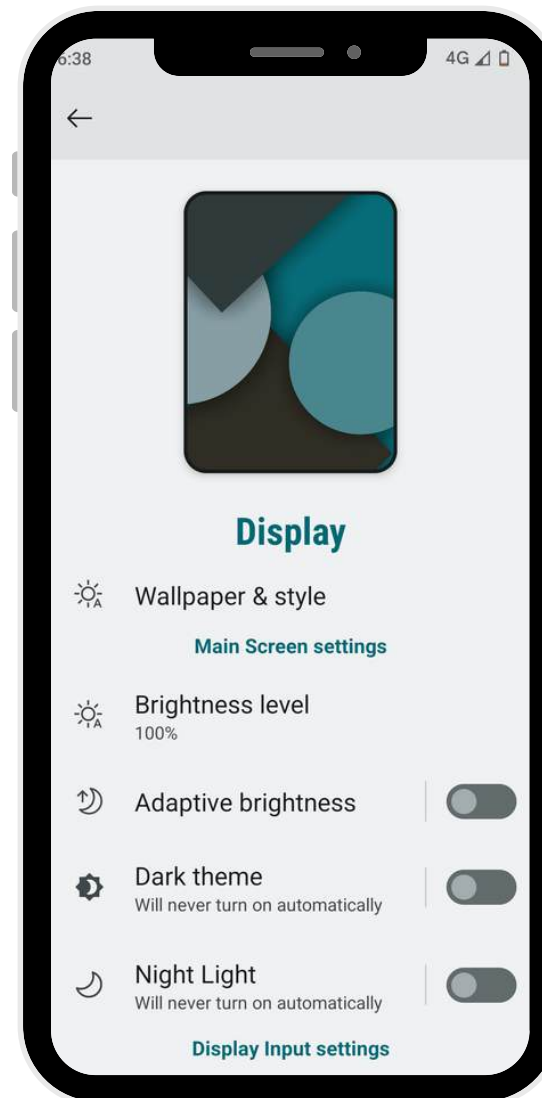 6:38
4G
Display
Wallpaper & style
Main Screen settings
Brightness level
100%
Adaptive brightness
Dark theme
Will never turn on automatically
Night Light
Will never turn on automatically
Display Input settings